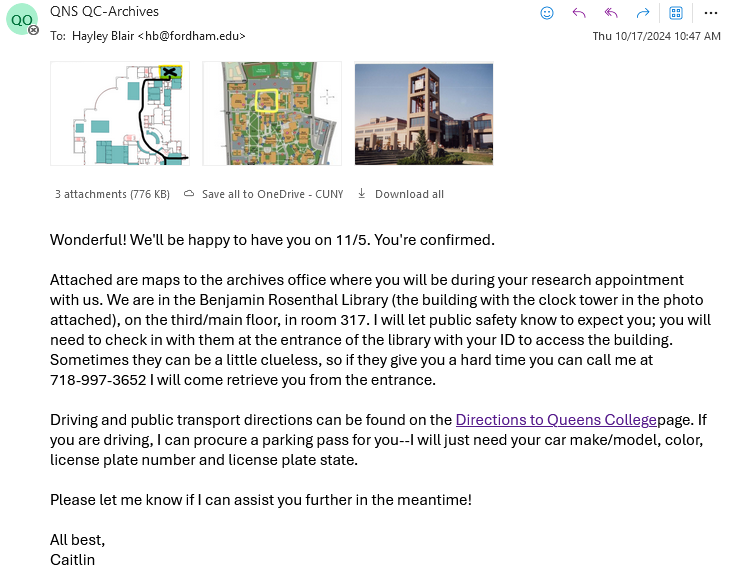 QO
QNS QC-Archives
To: Hayley Blair <hb@fordham.edu>
Thu 10/17/2024 10:47 AM
3 attachments (776 KB)
Save all to OneDrive - CUNY
Download all
Wonderful! We'll be happy to have you on 11/5. You're confirmed.
Attached are maps to the archives office where you will be during your research appointment
with us. We are in the Benjamin Rosenthal Library (the building with the clock tower in the photo
attached), on the third/main floor, in room 317. I will let public safety know to expect you; you will
need to check in with them at the entrance of the library with your ID to access the building.
Sometimes they can be a little clueless, so if they give you a hard time you can call me at
718-997-3652 I will come retrieve you from the entrance.
Driving and public transport directions can be found on the Directions to Queens Collegepage. If
you are driving, I can procure a parking pass for you--I will just need your car make/model, color,
license plate number and license plate state.
Please let me know if I can assist you further in the meantime!
All best,
Caitlin